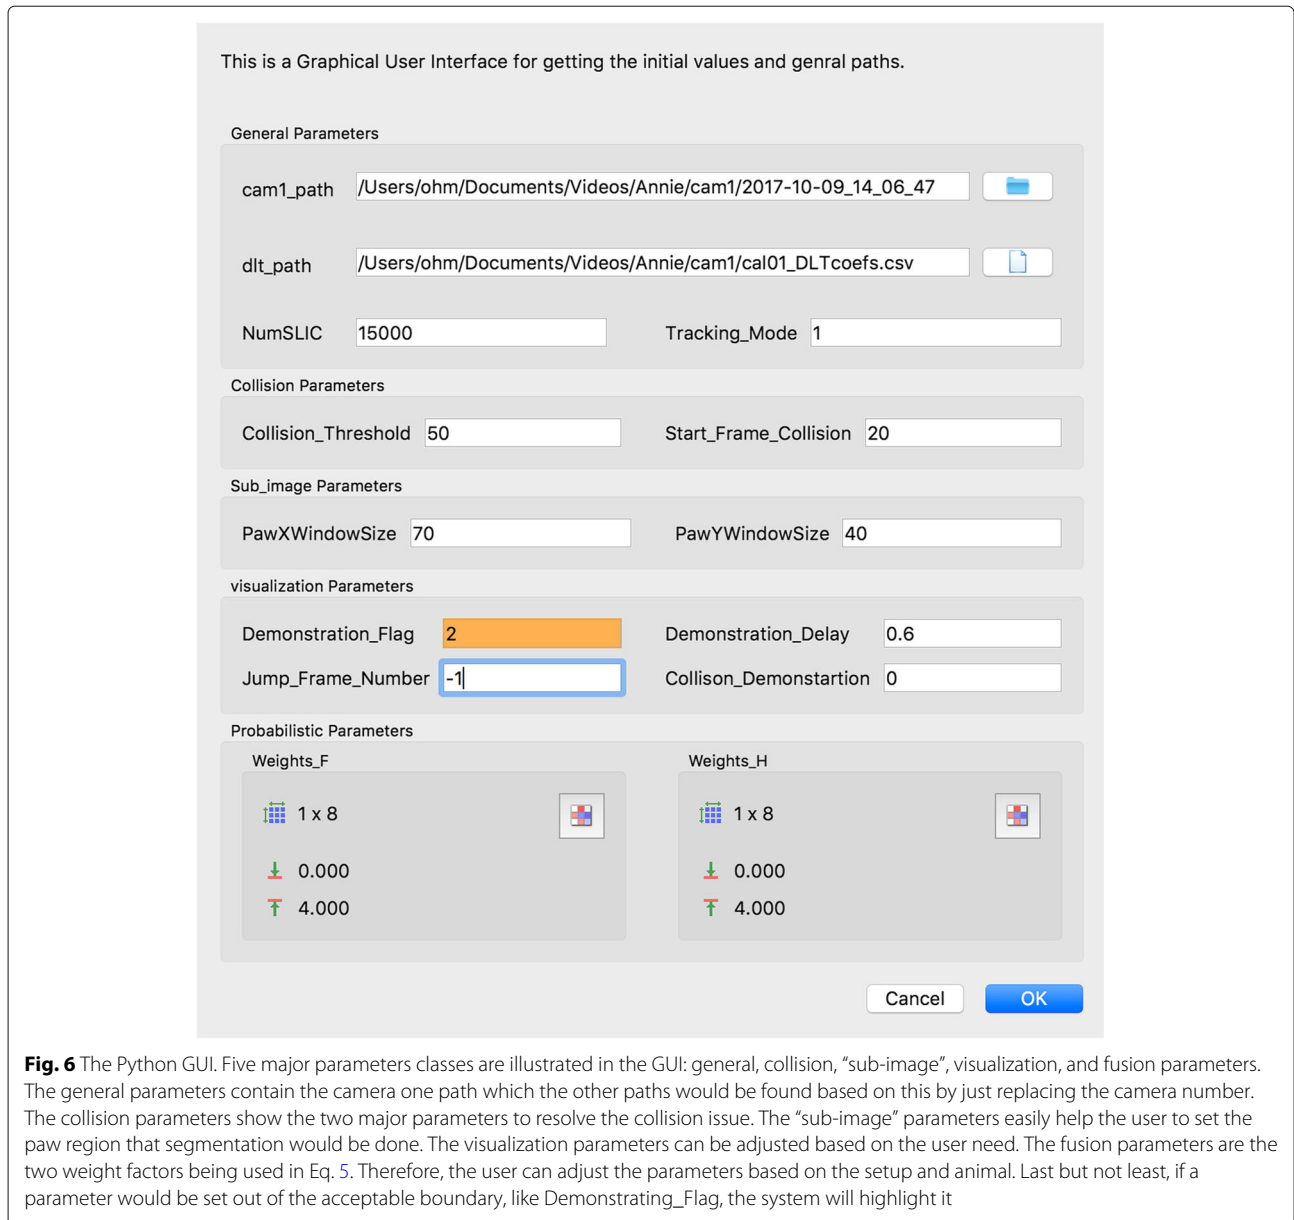 This is a Graphical User Interface for getting the initial values and genral paths.
General Parameters
cam1_path /Users/ohm/Documents/Videos/Annie/cam1/2017-10-09_14_06_47
dlt_path /Users/ohm/Documents/Videos/Annie/cam1/cal01_DLTcoefs.csv
NumSLIC 15000 Tracking_Mode 1
Collision Parameters
Collision_Threshold 50 Start_Frame_Collision 20
Sub_image Parameters
PawXWindowSize 70 PawYWindowSize 40
visualization Parameters
Demonstration_Flag 2 Demonstration_Delay 0.6
Jump_Frame_Number -1 Collison_Demonstartion 0
Probabilistic Parameters
Weights_F Weights_H
1 x 8 1 x 8
0.000 0.000
4.000 4.000
Cancel OK
Fig. 6 The Python GUI. Five major parameters classes are illustrated in the GUI: general, collision, “sub-image”, visualization, and fusion parameters.
The general parameters contain the camera one path which the other paths would be found based on this by just replacing the camera number.
The collision parameters show the two major parameters to resolve the collision issue. The “sub-image” parameters easily help the user to set the
paw region that segmentation would be done. The visualization parameters can be adjusted based on the user need. The fusion parameters are the
two weight factors being used in Eq. 5. Therefore, the user can adjust the parameters based on the setup and animal. Last but not least, if a
parameter would be set out of the acceptable boundary, like Demonstrating_Flag, the system will highlight it